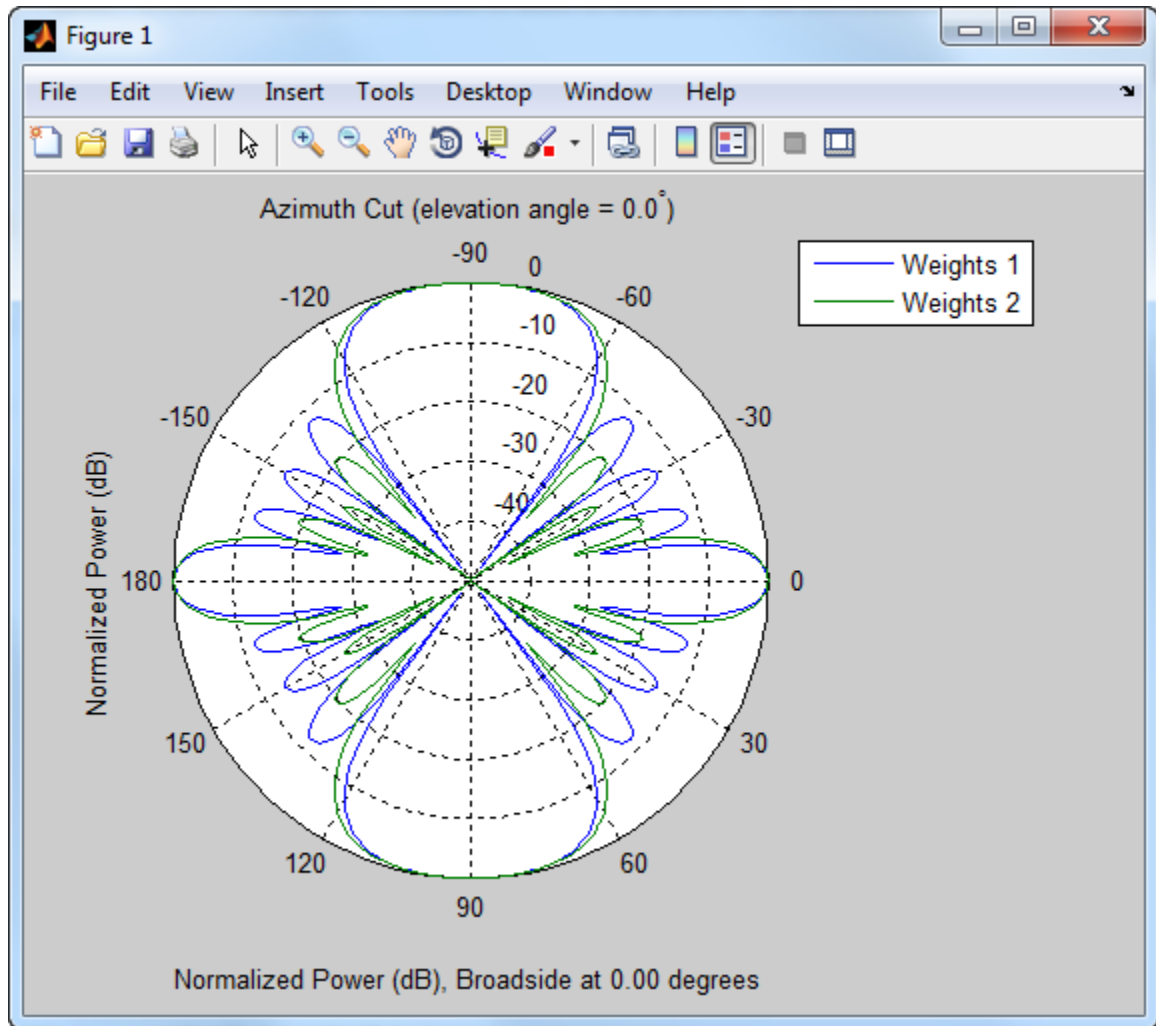 Figure 1
File Edit View Insert Tools Desktop Window Help
Azimuth Cut (elevation angle = 0.0°)
-90
0
-120
-60
-10
-20
-150
-30
-30
-40
Normalized Power (dB)
180
0
150
30
120
60
90
Normalized Power (dB), Broadside at 0.00 degrees
Weights 1
Weights 2